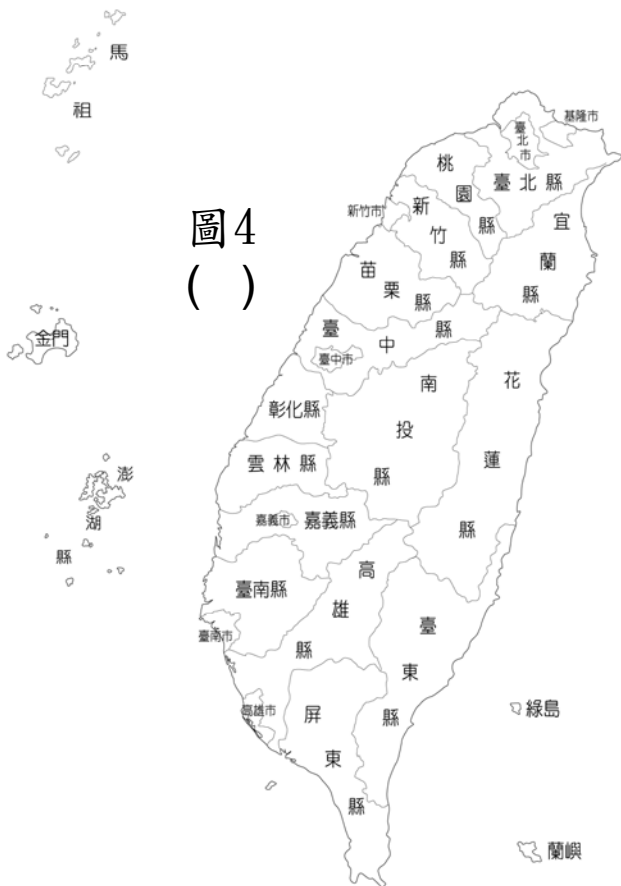 馬祖
基隆市
臺北市
臺北縣
桃園縣
圖4
( )
新竹市
新竹縣
宜蘭縣
苗栗縣
臺中縣
臺中市
金門
花蓮縣
南投縣
彰化縣
雲林縣
澎湖縣
嘉義市
嘉義縣
高雄縣
臺南縣
臺南市
臺東縣
高雄市
屏東縣
綠島
蘭嶼